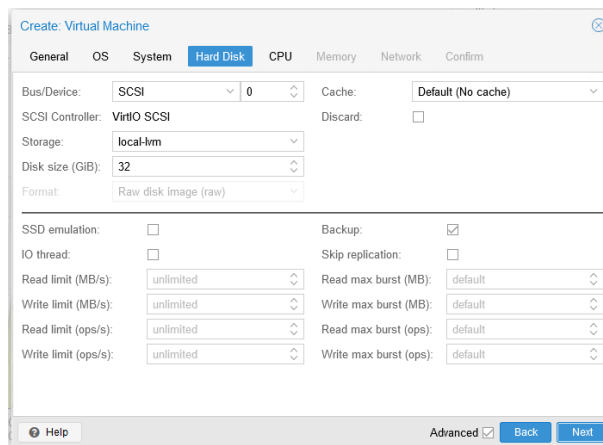 Create: Virtual Machine
General OS System Hard Disk CPU Memory Network Confirm
Bus/Device: SCSI 0 Cache: Default (No cache)
SCSI Controller: VirtIO SCSI Discard:
Storage: local-lvm
Disk size (GiB): 32
Format: Raw disk image (raw)
SSD emulation: Backup:
IO thread: Skip replication:
Read limit (MB/s): unlimited Read max burst (MB): default
Write limit (MB/s): unlimited Write max burst (MB): default
Read limit (ops/s): unlimited Read max burst (ops): default
Write limit (ops/s): unlimited Write max burst (ops): default
Help Advanced Back Next